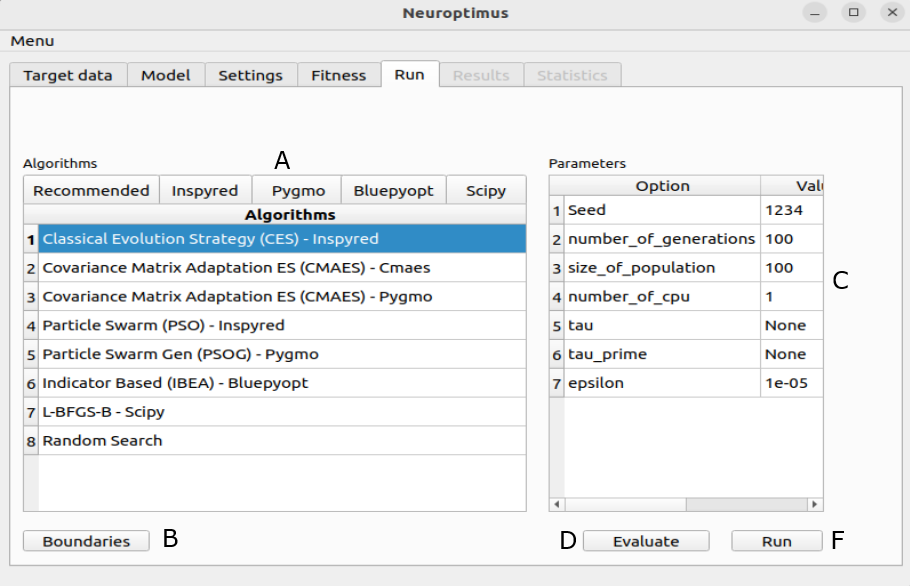 Neuroptimus
Menu
Target data Model Settings Fitness Run Results Statistics
A
Algorithms
Recommended Inspyred Pygmo Bluepyopt Scipy
Algorithms
1 Classical Evolution Strategy (CES) - Inspyred
2 Covariance Matrix Adaptation ES (CMAES) - Cmaes
3 Covariance Matrix Adaptation ES (CMAES) - Pygmo
4 Particle Swarm (PSO) - Inspyred
5 Particle Swarm Gen (PSOG) - Pygmo
6 Indicator Based (IBEA) - Bluepyopt
7 L-BFGS-B - Scipy
8 Random Search
Boundaries B
Parameters
Option Valu
1 Seed 1234
2 number_of_generations 100
3 size_of_population 100
C
4 number_of_cpu 1
5 tau None
6 tau_prime None
7 epsilon 1e-05
D Evaluate Run F